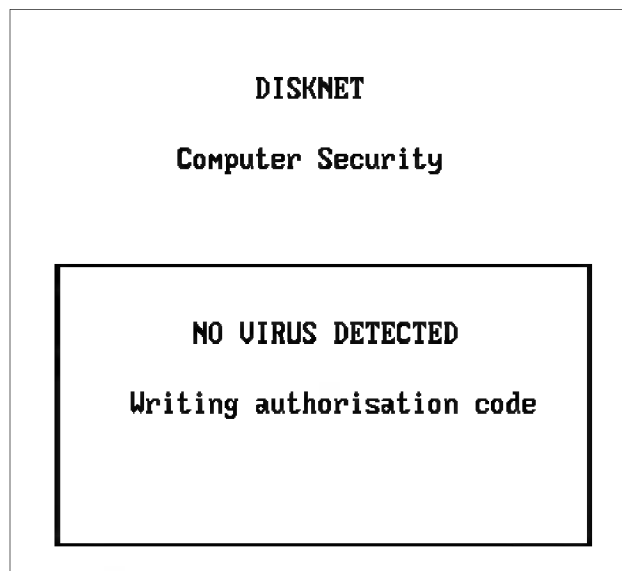 DISKNET
Computer Security
NO VIRUS DETECTED
Writing authorisation code